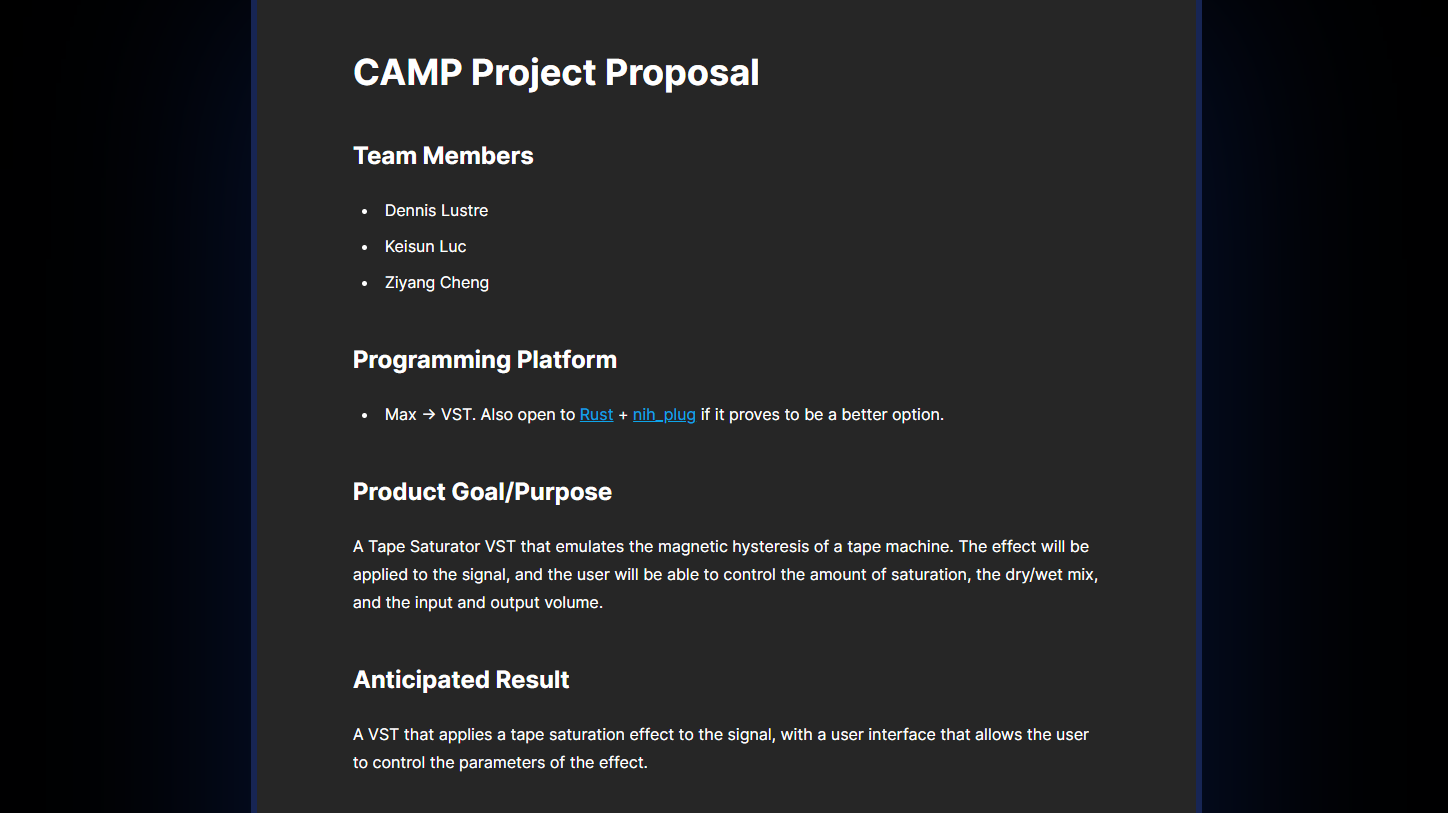 CAMP Project Proposal
Team Members
• Dennis Lustre
• Keisun Luc
• Ziyang Cheng
Programming Platform
• Max → VST. Also open to Rust + nih_plug if it proves to be a better option.
Product Goal/Purpose
A Tape Saturator VST that emulates the magnetic hysteresis of a tape machine. The effect will be
applied to the signal, and the user will be able to control the amount of saturation, the dry/wet mix,
and the input and output volume.
Anticipated Result
A VST that applies a tape saturation effect to the signal, with a user interface that allows the user
to control the parameters of the effect.